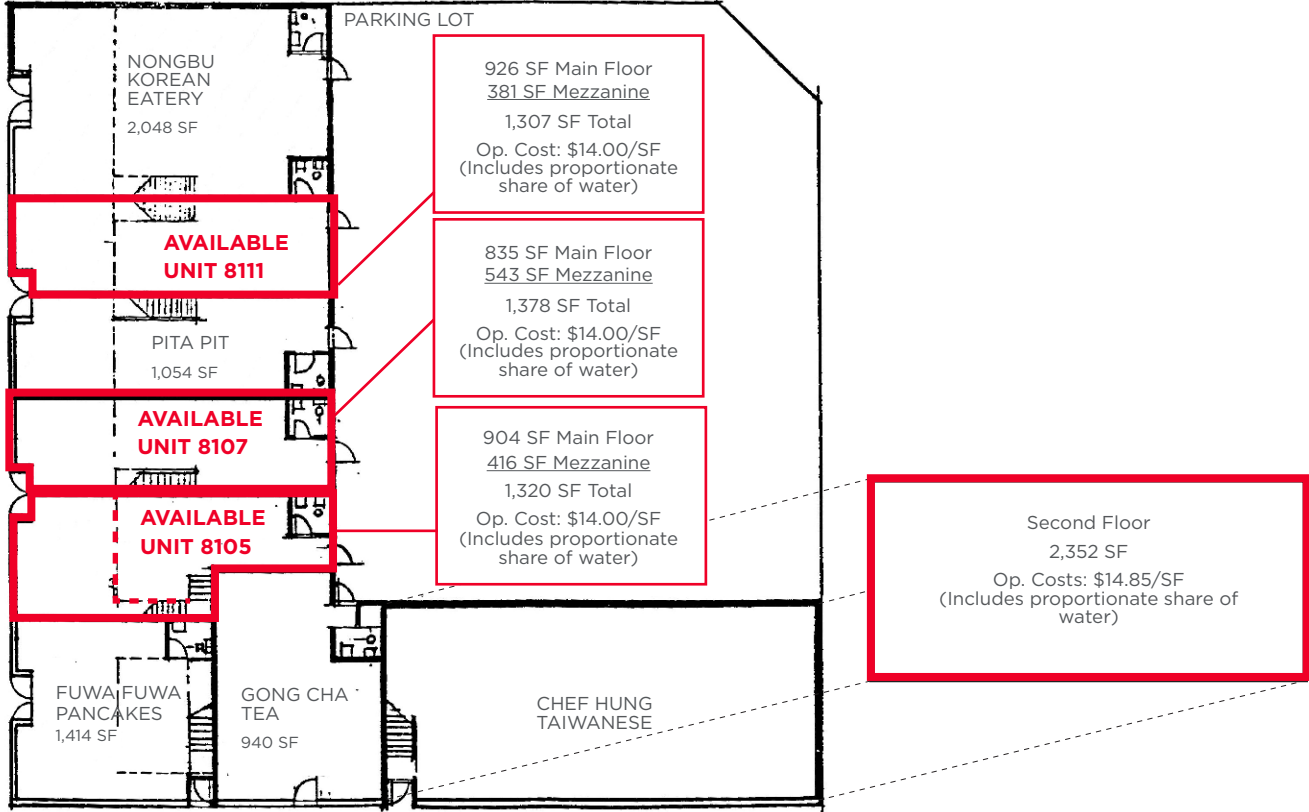 PARKING LOT
NONGBU
KOREAN
EATERY
2,048 SF
926 SF Main Floor
381 SF Mezzanine
1,307 SF Total
Op. Cost: $14.00/SF
(Includes proportionate
share of water)
AVAILABLE
UNIT 8111
835 SF Main Floor
543 SF Mezzanine
1,378 SF Total
Op. Cost: $14.00/SF
(Includes proportionate
share of water)
PITA PIT
1,054 SF
AVAILABLE
UNIT 8107
904 SF Main Floor
416 SF Mezzanine
1,320 SF Total
Op. Cost: $14.00/SF
(Includes proportionate
share of water)
AVAILABLE
UNIT 8105
Second Floor
2,352 SF
Op. Costs: $14.85/SF
(Includes proportionate share of
water)
FUWA FUWA
PANCAKES
1,414 SF
GONG CHA
TEA
940 SF
CHEF HUNG
TAIWANESE